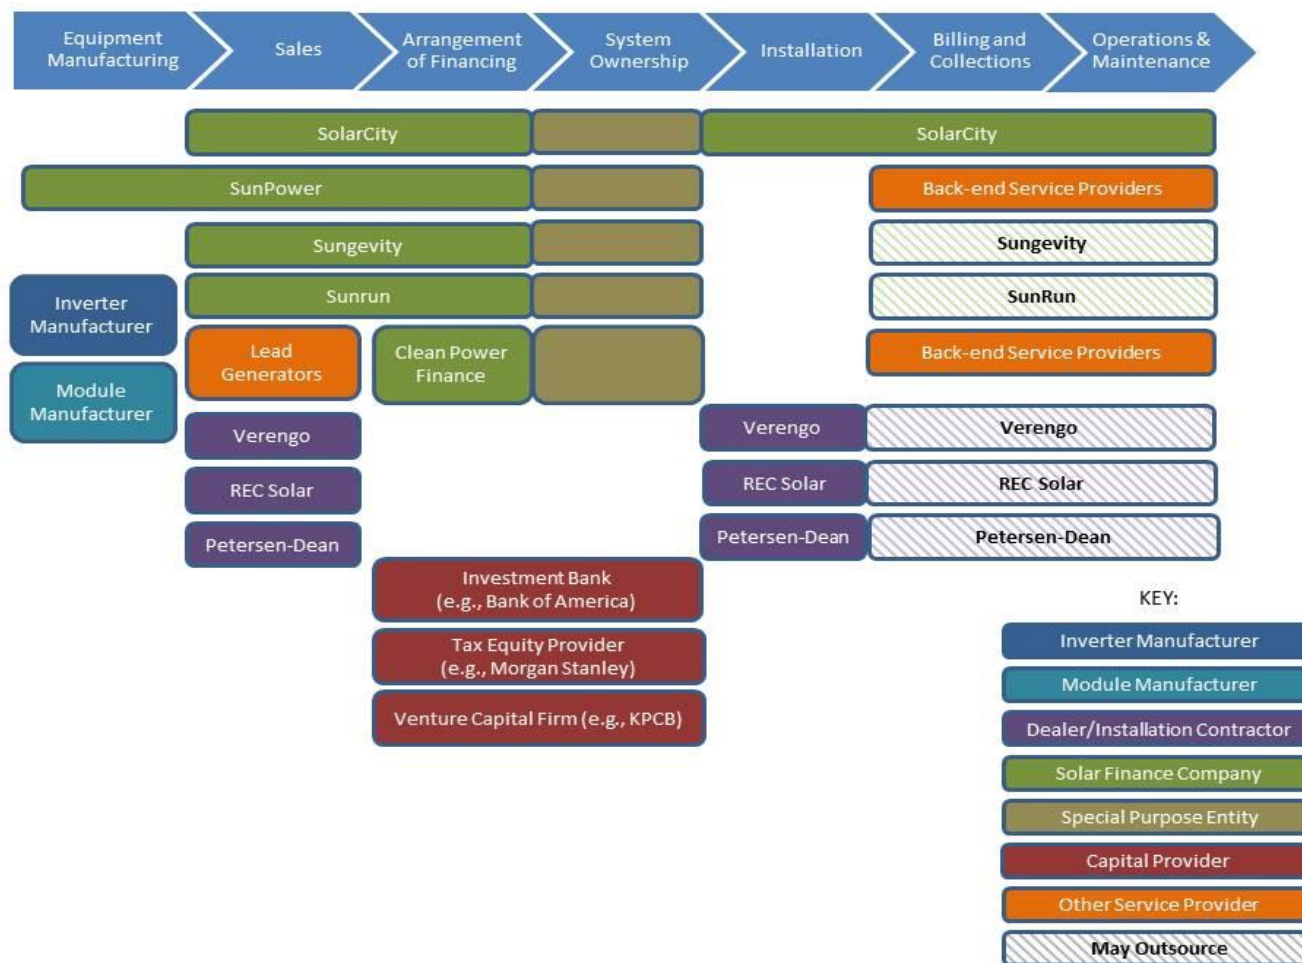 Equipment
Manufacturing
Sales
Arrangement
of Financing
System
Ownership
Installation
Billing and
Collections
Operations &
Maintenance
SolarCity
SolarCity
SunPower
Back-end Service Providers
Sungevity
Sungevity
Sunrun
SunRun
Inverter
Manufacturer
Lead
Generators
Clean Power
Finance
Back-end Service Providers
Module
Manufacturer
Verengo
Verengo
Verengo
REC Solar
REC Solar
REC Solar
Petersen-Dean
Petersen-Dean
Petersen-Dean
Investment Bank
(e.g., Bank of America)
Tax Equity Provider
(e.g., Morgan Stanley)
Venture Capital Firm (e.g., KPCB)
KEY:
Inverter Manufacturer
Module Manufacturer
Dealer/Installation Contractor
Solar Finance Company
Special Purpose Entity
Capital Provider
Other Service Provider
May Outsource